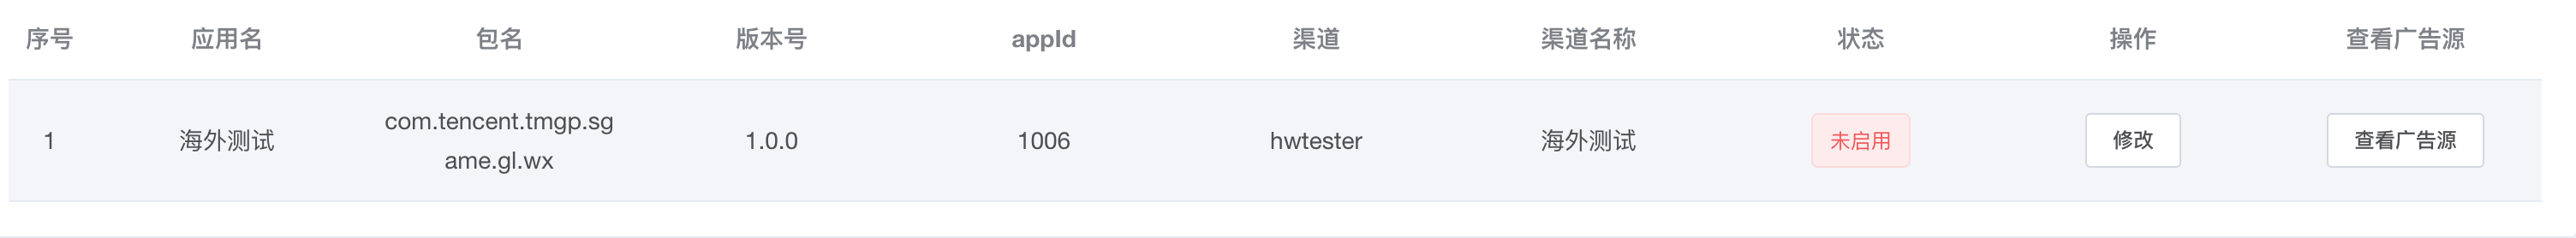 序号 应用名 包名 版本号 appId 渠道 渠道名称 状态 操作 查看广告源
1 海外测试 com.tencent.tmgp.sg 1.0.0 1006 hwtester 海外测试 未启用 修改 查看广告源
ame.gl.wx